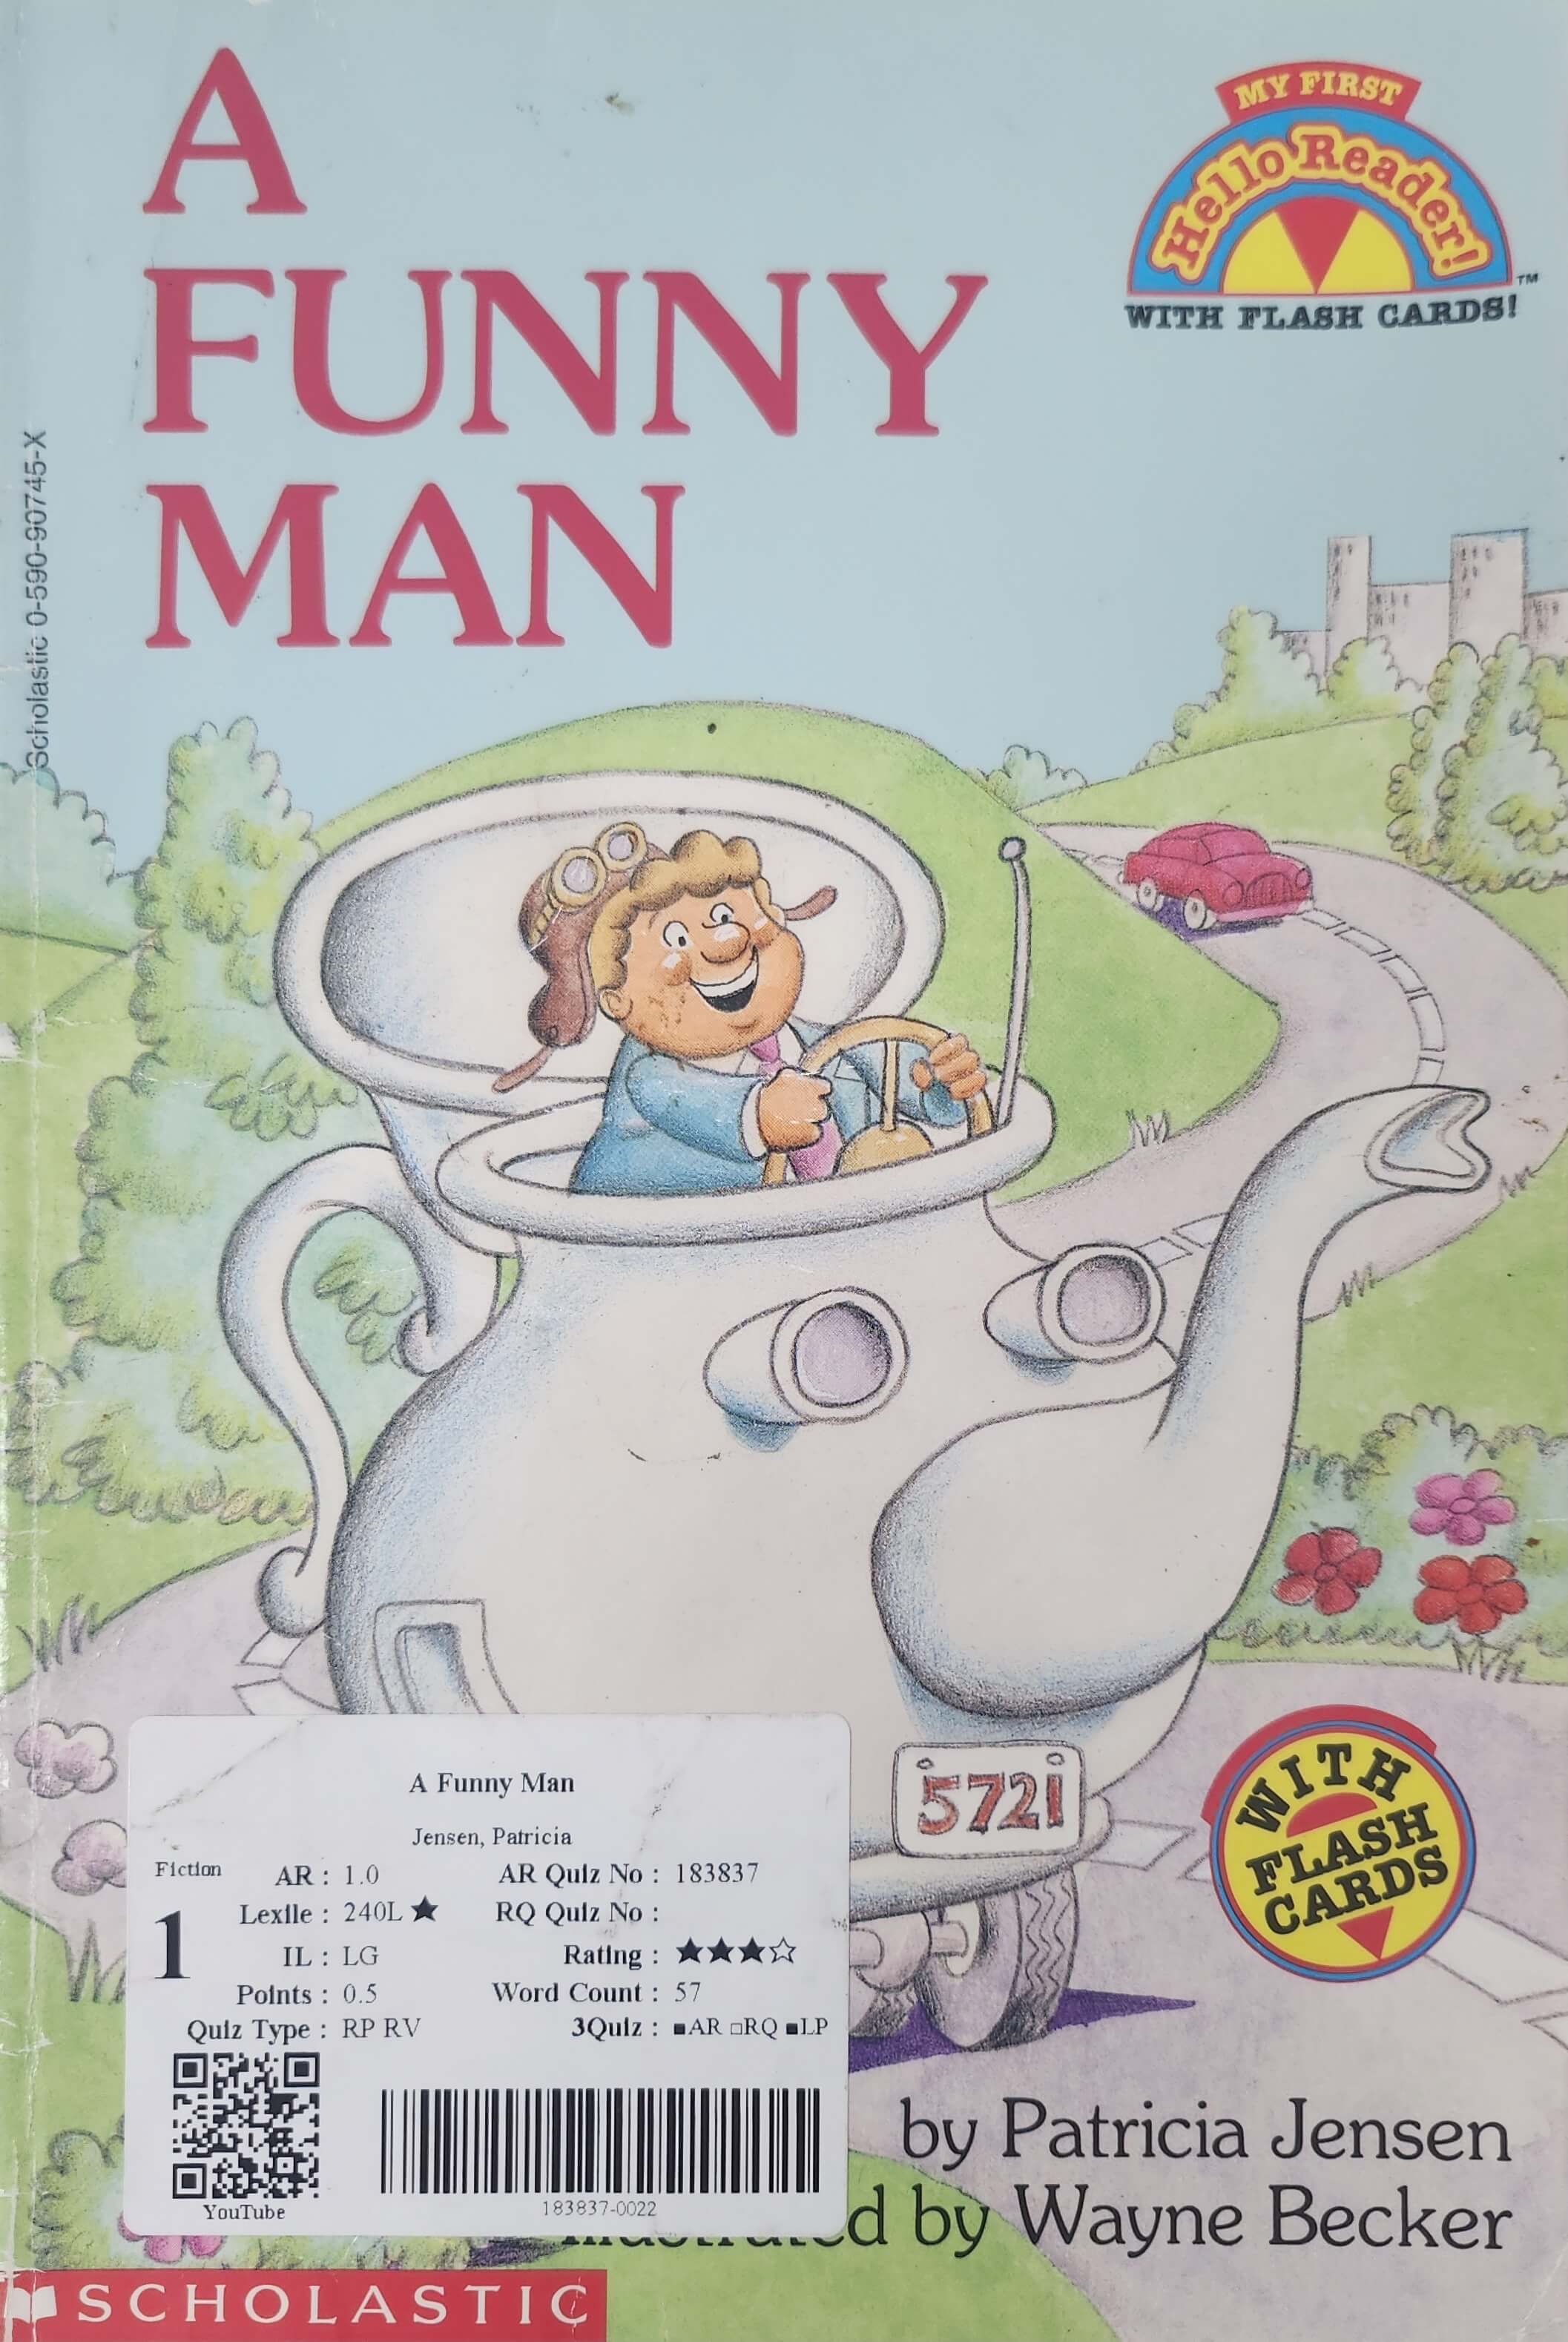 A
FUNNY
MAN
MY FIRST
Hello Reader!
TM
WITH FLASH CARDS!
Scholastic 0-590-90745-X
5721
WITH
FLASH
CARDS
A Funny Man
Jensen, Patricia
Fiction
1
AR : 1.0
AR Quiz No : 183837
Lexile : 240L ★
RQ Quiz No :
IL : LG
Rating : ★★★☆
Points : 0.5
Word Count : 57
Quiz Type : RP RV
3Quiz : ■AR □RQ ■LP
YouTube
183837-0022
by Patricia Jensen
Illustrated by Wayne Becker
SCHOLASTIC